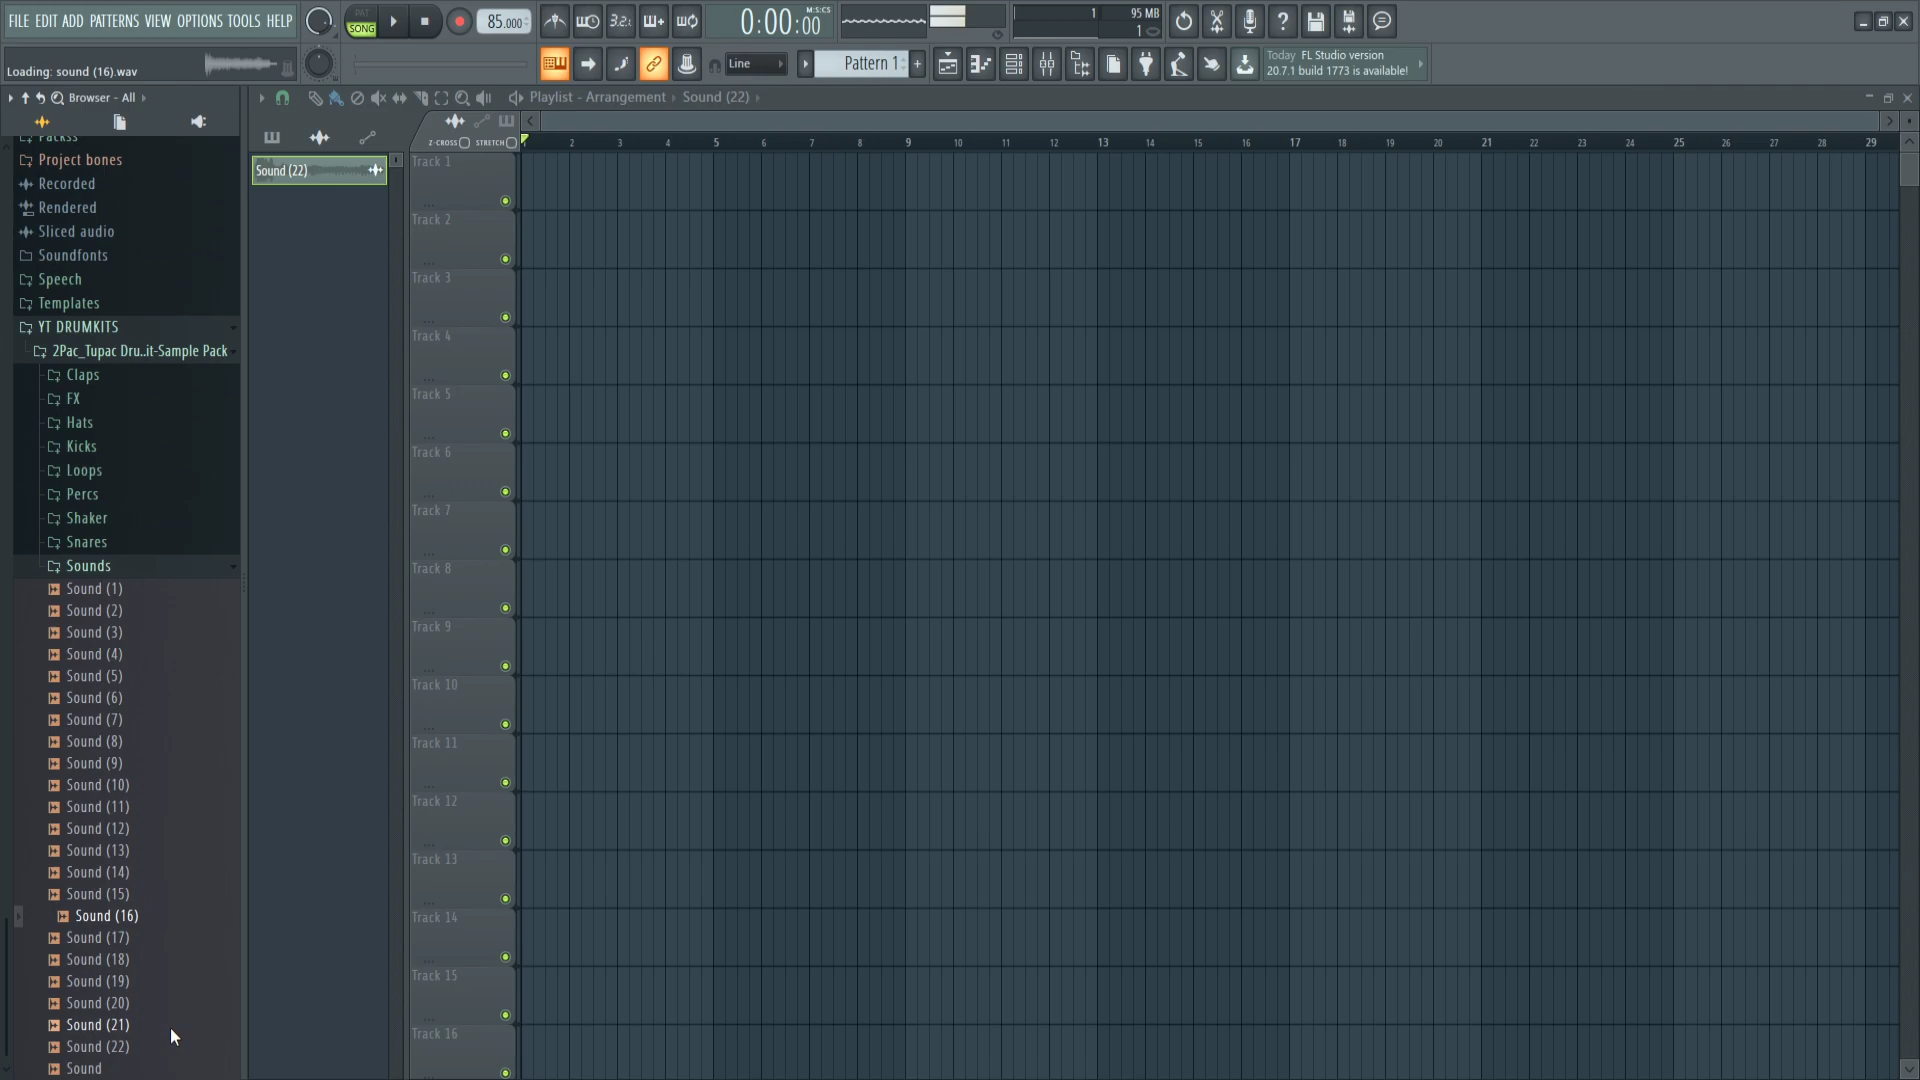 FILE EDIT ADD PATTERNS VIEW OPTIONS TOOLS HELP
PAT
SONG
85.000
3.2.
0:00:00
M:S:CS
1
95 MB
1
Loading: sound (16).wav
Line
Pattern 1
+
Today FL Studio version
20.7.1 build 1773 is available!
Browser - All
Playlist - Arrangement
Sound (22)
Z-CROSS
STRETCH
1 2 3 4 5 6 7 8 9 10 11 12 13 14 15 16 17 18 19 20 21 22 23 24 25 26 27 28 29
Packss
Project bones
Recorded
Rendered
Sliced audio
Soundfonts
Speech
Templates
YT DRUMKITS
2Pac_Tupac Dru..it-Sample Pack
Claps
FX
Hats
Kicks
Loops
Percs
Shaker
Snares
Sounds
Sound (1)
Sound (2)
Sound (3)
Sound (4)
Sound (5)
Sound (6)
Sound (7)
Sound (8)
Sound (9)
Sound (10)
Sound (11)
Sound (12)
Sound (13)
Sound (14)
Sound (15)
Sound (16)
Sound (17)
Sound (18)
Sound (19)
Sound (20)
Sound (21)
Sound (22)
Sound
Sound (22)
Track 1
Track 2
Track 3
Track 4
Track 5
Track 6
Track 7
Track 8
Track 9
Track 10
Track 11
Track 12
Track 13
Track 14
Track 15
Track 16